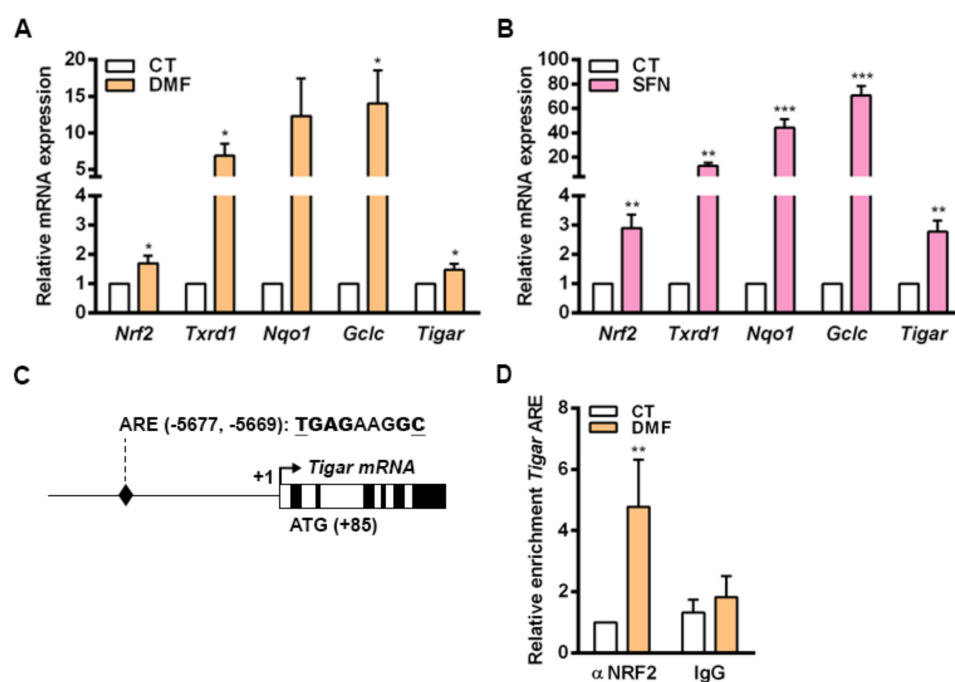 A
Relative mRNA expression
CT
DMF
20
15
10
5
4
3
2
1
0
*
*
*
*
Nrf2 Txrd1 Nqo1 Gclc Tigar
B
Relative mRNA expression
CT
SFN
100
80
60
40
20
4
3
2
1
0
**
**
***
***
**
Nrf2 Txrd1 Nqo1 Gclc Tigar
C
ARE (-5677, -5669): TGAGAAGGC
+1 Tigar mRNA
ATG (+85)
D
Relative enrichment Tigar ARE
CT
DMF
8
6
4
2
0
**
α NRF2 IgG